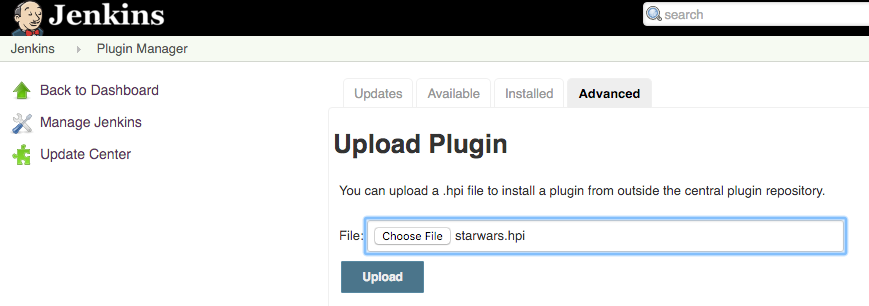 Jenkins
search
Jenkins Plugin Manager
Back to Dashboard
Manage Jenkins
Update Center
Updates Available Installed Advanced
Upload Plugin
You can upload a .hpi file to install a plugin from outside the central plugin repository.
File: Choose File starwars.hpi
Upload